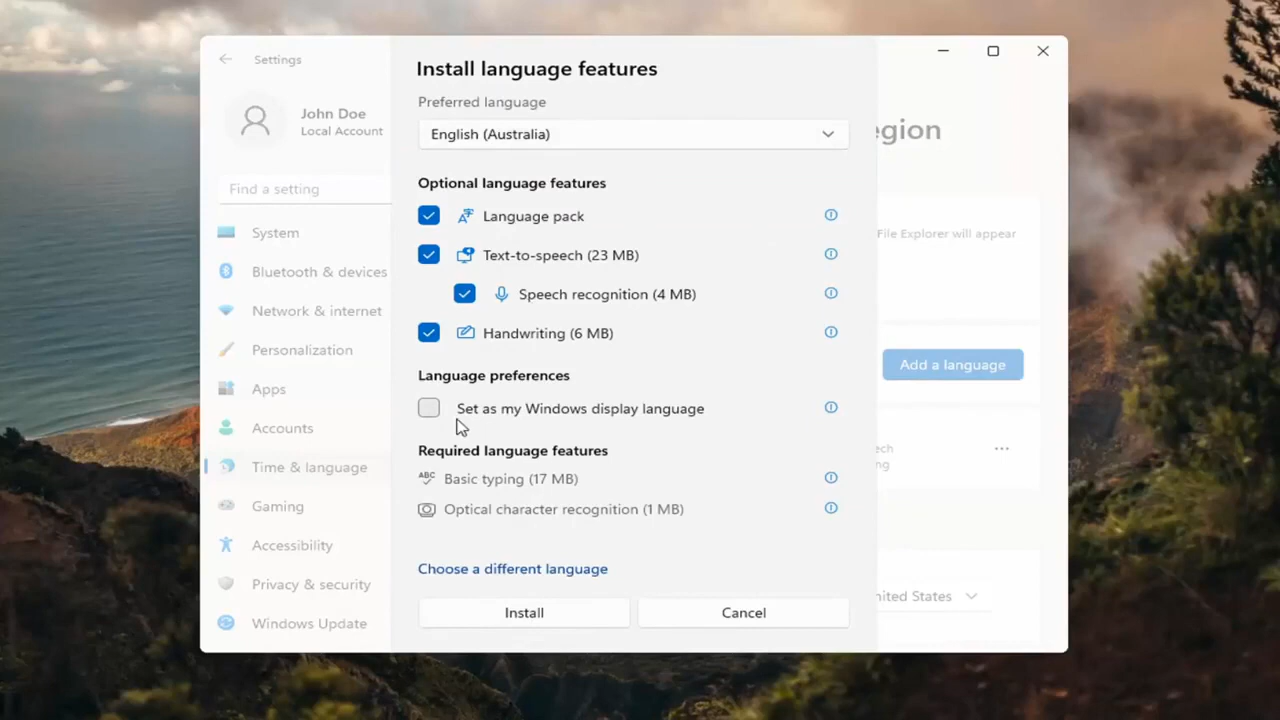 Settings
John Doe
Local Account
Find a setting
System
Bluetooth & devices
Network & internet
Personalization
Apps
Accounts
Time & language
Gaming
Accessibility
Privacy & security
Windows Update
Install language features
Preferred language
English (Australia)
Optional language features
Language pack
Text-to-speech (23 MB)
Speech recognition (4 MB)
Handwriting (6 MB)
Language preferences
Set as my Windows display language
Required language features
ABC
Basic typing (17 MB)
Optical character recognition (1 MB)
Choose a different language
Install
Cancel
egion
File Explorer will appear
Add a language
ech
ng
nited States